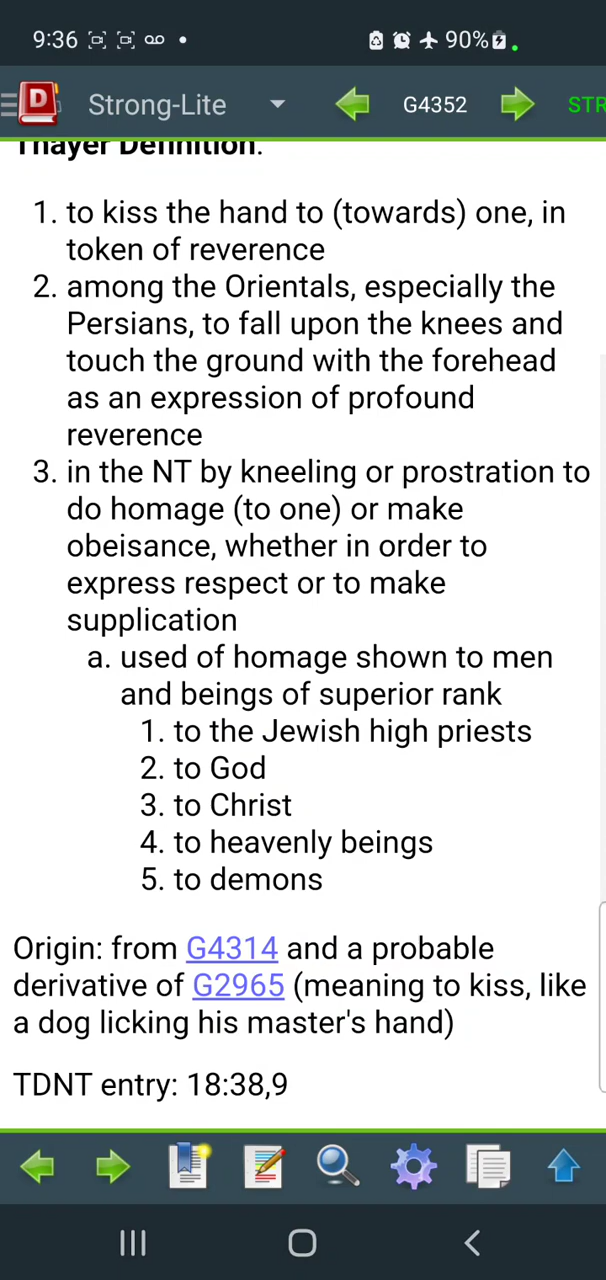 9:36 90%
Strong-Lite G4352 STR
Thayer Definition:
1. to kiss the hand to (towards) one, in
token of reverence
2. among the Orientals, especially the
Persians, to fall upon the knees and
touch the ground with the forehead
as an expression of profound
reverence
3. in the NT by kneeling or prostration to
do homage (to one) or make
obeisance, whether in order to
express respect or to make
supplication
a. used of homage shown to men
and beings of superior rank
1. to the Jewish high priests
2. to God
3. to Christ
4. to heavenly beings
5. to demons
Origin: from G4314 and a probable
derivative of G2965 (meaning to kiss, like
a dog licking his master's hand)
TDNT entry: 18:38,9